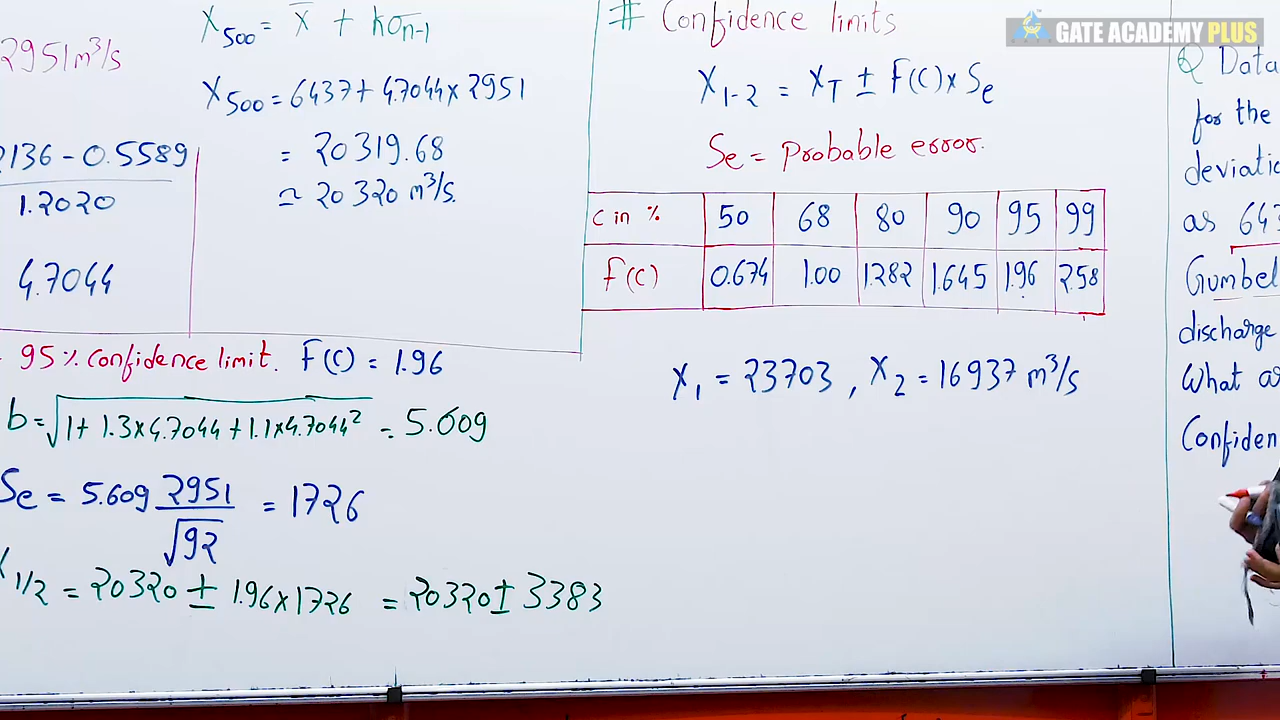 2951 m³/s
X500 = x̄ + kσn-1
X500 = 6437 + 4.7044 × 2951
= 20319.68
≃ 20320 m³/s.
2136 - 0.5589
1.2020
4.7044
# Confidence limits
X1-2 = XT ± f(c) × Se
Se = Probable error.
C in % 50 68 80 90 95 99
f(c) 0.674 1.00 1.282 1.645 1.96 2.58
X1 = 23703, X2 = 16937 m³/s
95% Confidence limit. f(c) = 1.96
b = √1 + 1.3×4.7044 + 1.1×4.7044² = 5.609
Se = 5.609 2951/√92 = 1726
X1/2 = 20320 ± 1.96×1726 = 20320 ± 3383
GATE ACADEMY PLUS
Q Data
for the
deviatio
as 643
Gumbel
discharge
What a
Confiden